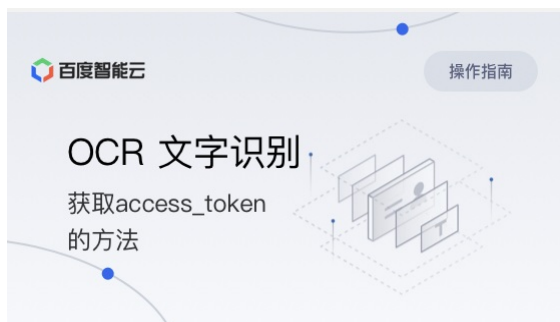 百度智能云
操作指南
OCR 文字识别
获取access_token
的方法
T